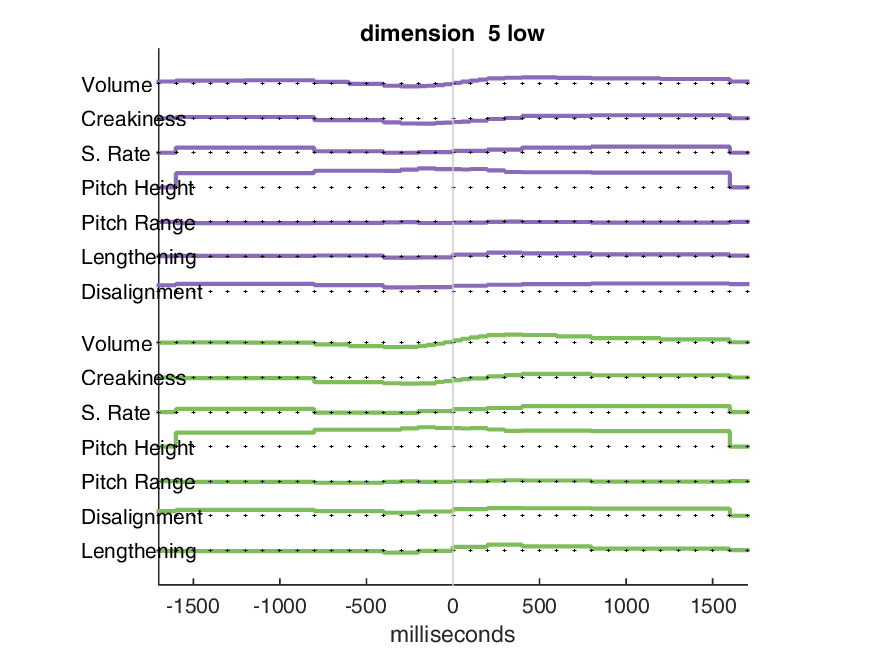 dimension  5 low
Volume
Creakiness
S. Rate
Pitch Height
Pitch Range
Lengthening
Disalignment
Volume
Creakiness
S. Rate
Pitch Height
Pitch Range
Disalignment
Lengthening
-1500 -1000 -500 0 500 1000 1500
milliseconds